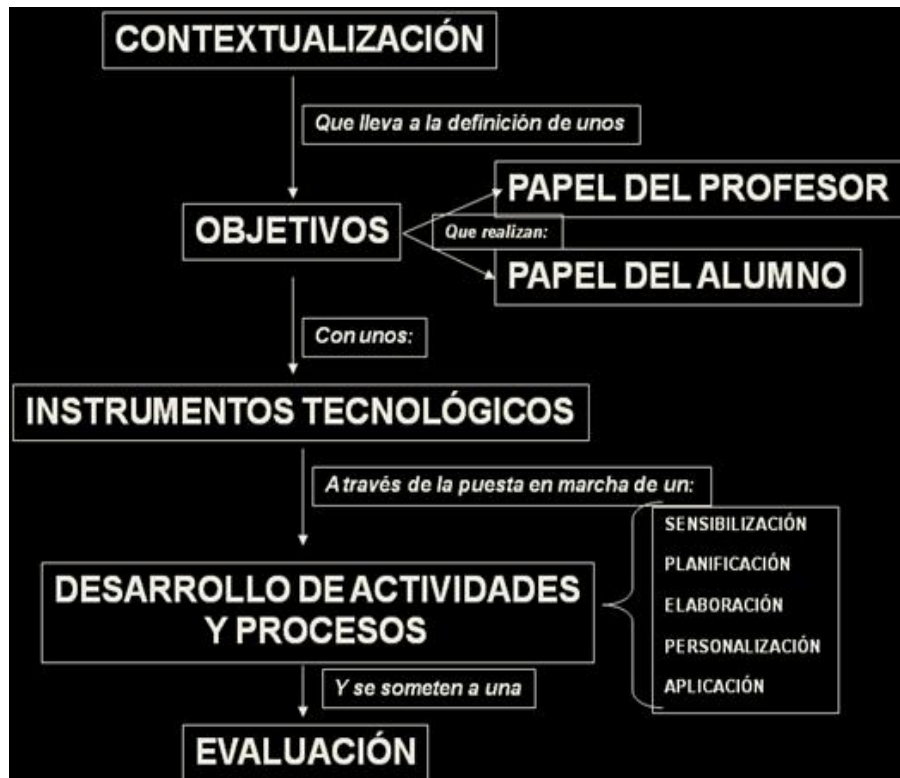 CONTEXTUALIZACIÓN
Que lleva a la definición de unos
PAPEL DEL PROFESOR
OBJETIVOS
Que realizan:
PAPEL DEL ALUMNO
Con unos:
INSTRUMENTOS TECNOLÓGICOS
A través de la puesta en marcha de un:
SENSIBILIZACIÓN
PLANIFICACIÓN
ELABORACIÓN
PERSONALIZACIÓN
APLICACIÓN
DESARROLLO DE ACTIVIDADES
Y PROCESOS
Y se someten a una
EVALUACIÓN